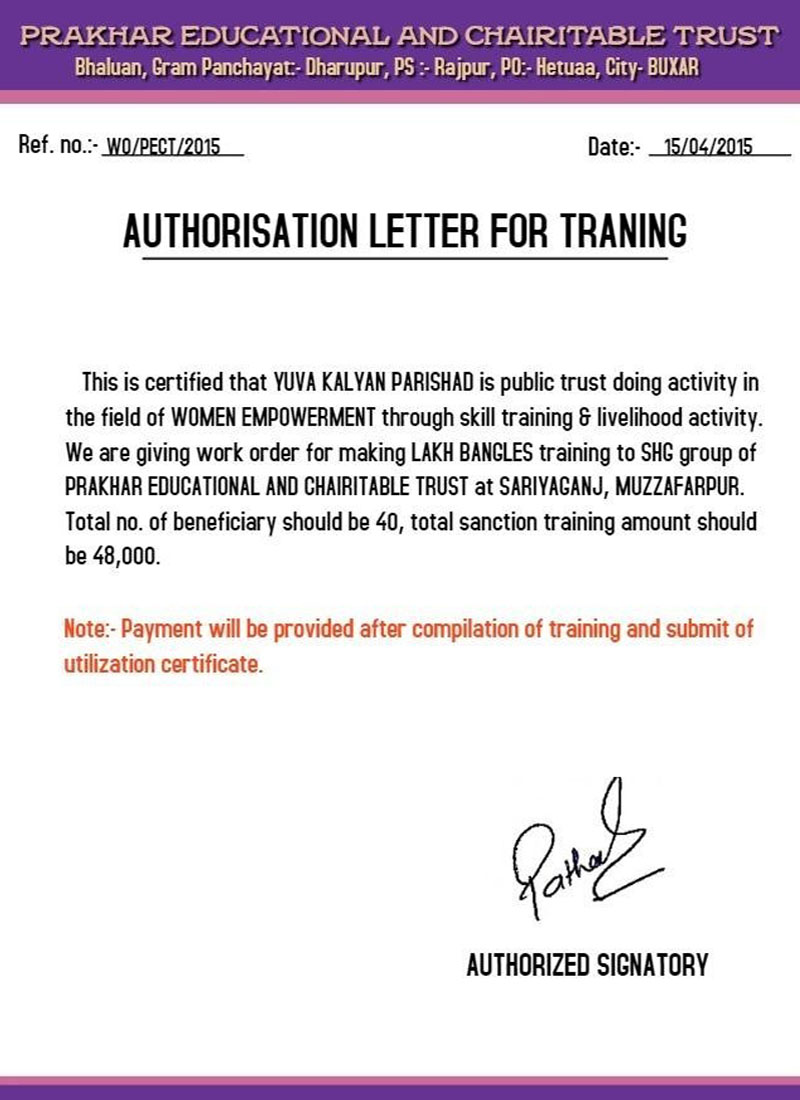 PRAKHAR EDUCATIONAL AND CHAIRITABLE TRUST
Bhaluan, Gram Panchayat:- Dharupur, PS :- Rajpur, PO:- Hetuaa, City- BUXAR
Ref. no.:- WO/PECT/2015 Date:- 15/04/2015
AUTHORISATION LETTER FOR TRANING
This is certified that YUVA KALYAN PARISHAD is public trust doing activity in
the field of WOMEN EMPOWERMENT through skill training & livelihood activity.
We are giving work order for making LAKH BANGLES training to SHG group of
PRAKHAR EDUCATIONAL AND CHAIRITABLE TRUST at SARIYAGANJ, MUZZAFARPUR.
Total no. of beneficiary should be 40, total sanction training amount should
be 48,000.
Note:- Payment will be provided after compilation of training and submit of
utilization certificate.
AUTHORIZED SIGNATORY